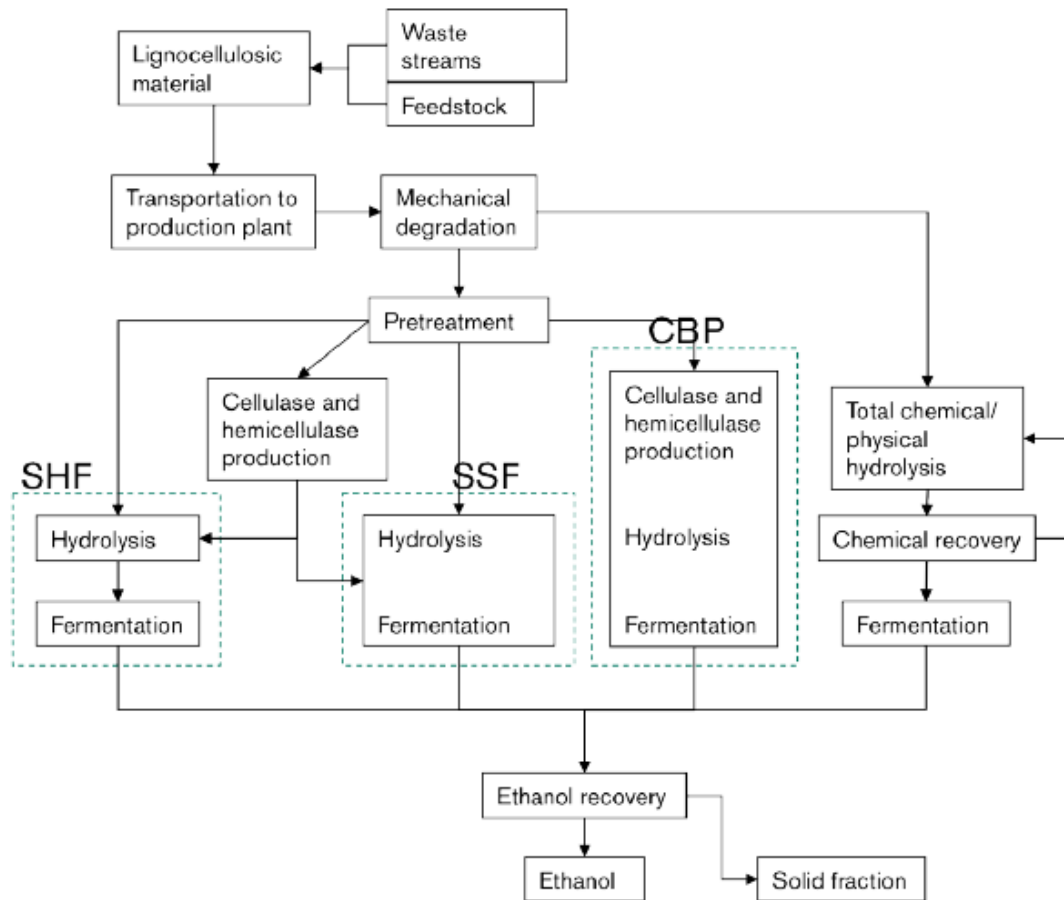 Waste
streams
Lignocellulosic
material
Feedstock
Transportation to
production plant
Mechanical
degradation
Pretreatment
CBP
Cellulase and
hemicellulase
production
Cellulase and
hemicellulase
production
Total chemical/
physical
hydrolysis
SHF
SSF
Hydrolysis
Hydrolysis
Hydrolysis
Chemical recovery
Fermentation
Fermentation
Fermentation
Fermentation
Ethanol recovery
Ethanol
Solid fraction